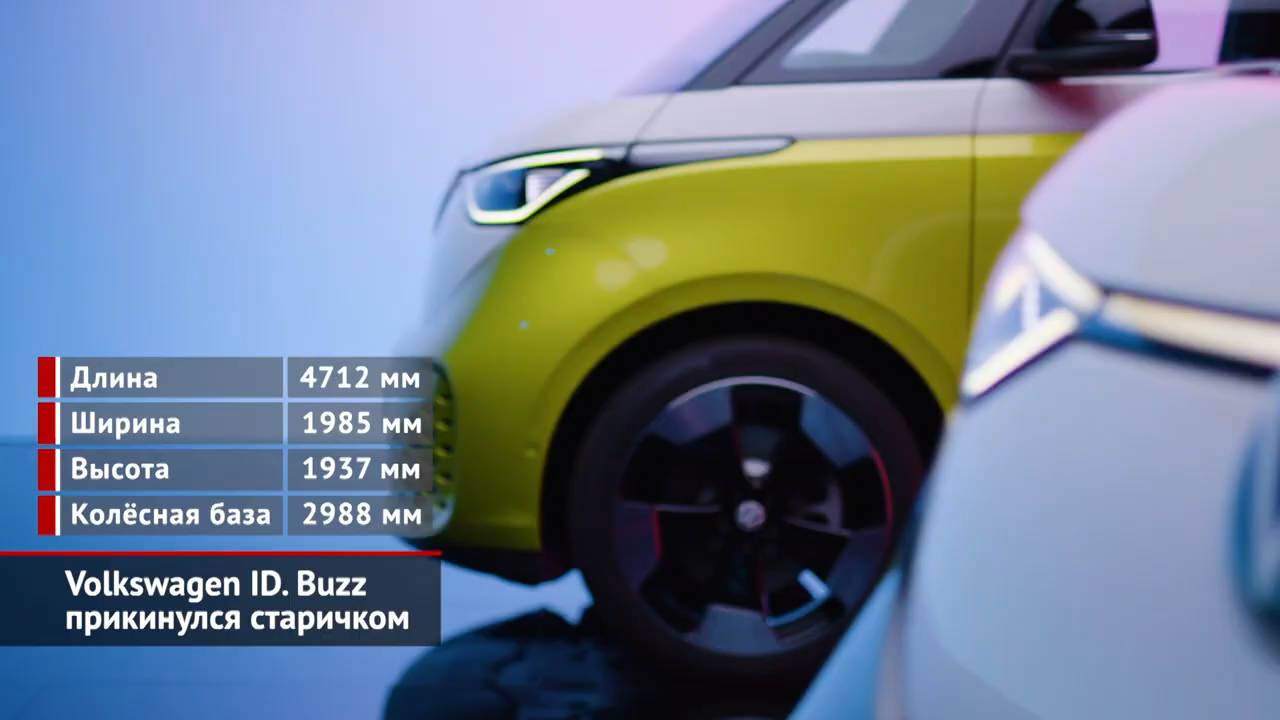 Длина 4712 мм
Ширина 1985 мм
Высота 1937 мм
Колёсная база 2988 мм
Volkswagen ID. Buzz
прикинулся старичком